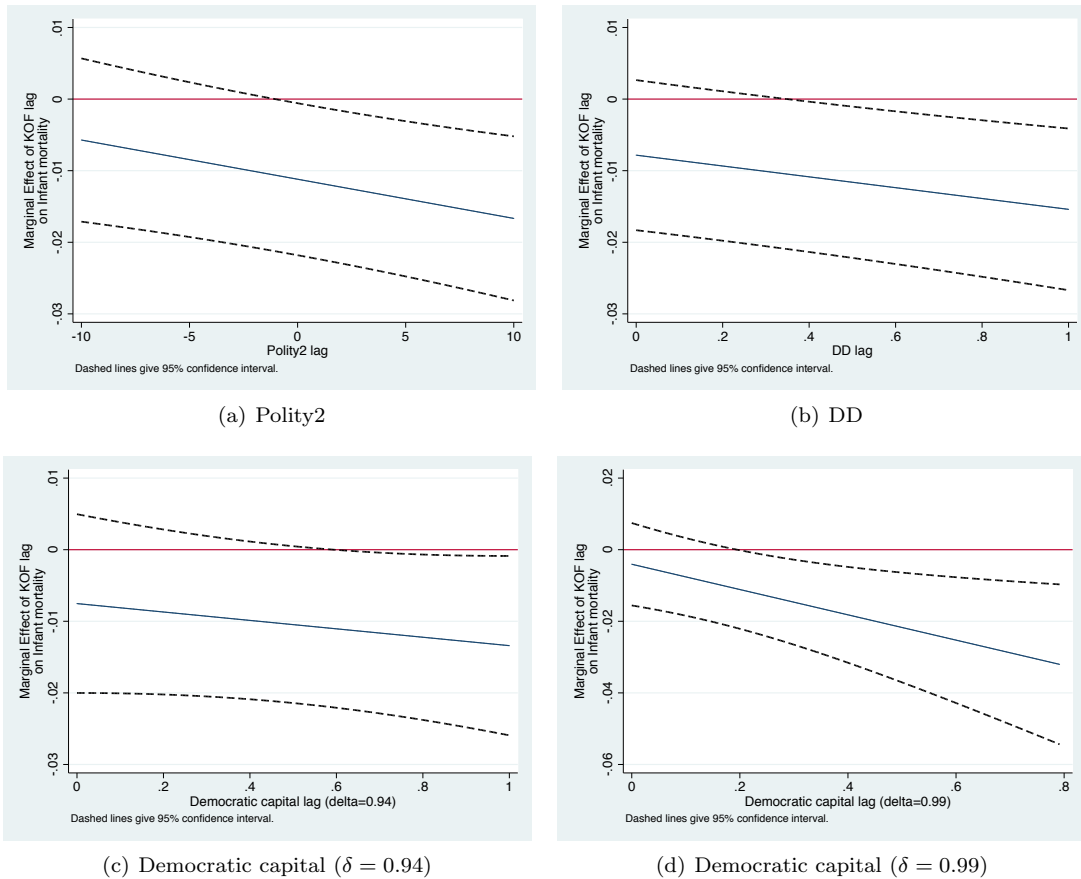 Marginal Effect of KOF lag
on Infant mortality
.01
0
-.01
-.02
-.03
-10
-5
0
5
10
Polity2 lag
Dashed lines give 95% confidence interval.
(a) Polity2
Marginal Effect of KOF lag
on Infant mortality
.01
0
-.01
-.02
-.03
0
.2
.4
.6
.8
1
DD lag
Dashed lines give 95% confidence interval.
(b) DD
Marginal Effect of KOF lag
on Infant mortality
.01
0
-.01
-.02
-.03
0
.2
.4
.6
.8
1
Democratic capital lag (delta=0.94)
Dashed lines give 95% confidence interval.
(c) Democratic capital (δ = 0.94)
Marginal Effect of KOF lag
on Infant mortality
.02
0
-.02
-.04
-.06
0
.2
.4
.6
.8
Democratic capital lag (delta=0.99)
Dashed lines give 95% confidence interval.
(d) Democratic capital (δ = 0.99)